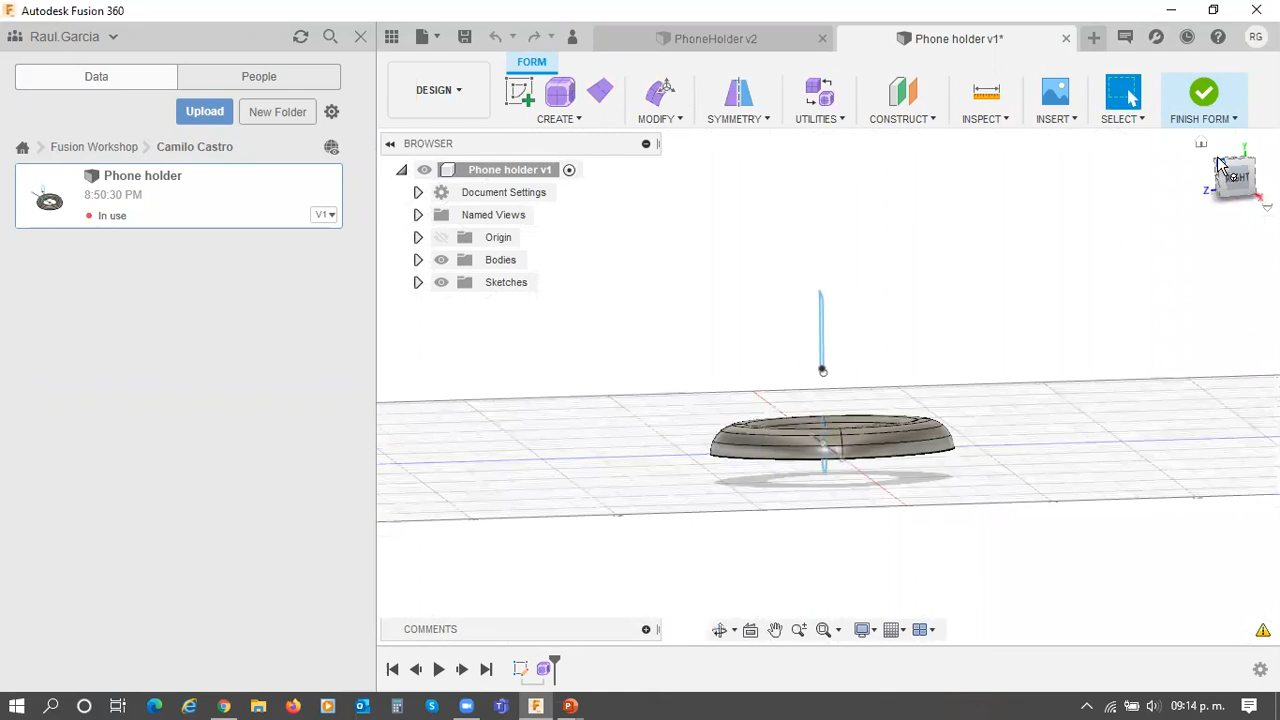 Autodesk Fusion 360
Raul.Garcia
PhoneHolder v2
Phone holder v1*
RG
Data
People
FORM
DESIGN
Upload
New Folder
CREATE
MODIFY
SYMMETRY
UTILITIES
CONSTRUCT
INSPECT
INSERT
SELECT
FINISH FORM
Fusion Workshop
Camilo Castro
BROWSER
Phone holder
8:50:30 PM
In use
V1
Phone holder v1
Document Settings
Named Views
Origin
Bodies
Sketches
Y
Z
X
COMMENTS
09:14 p. m.